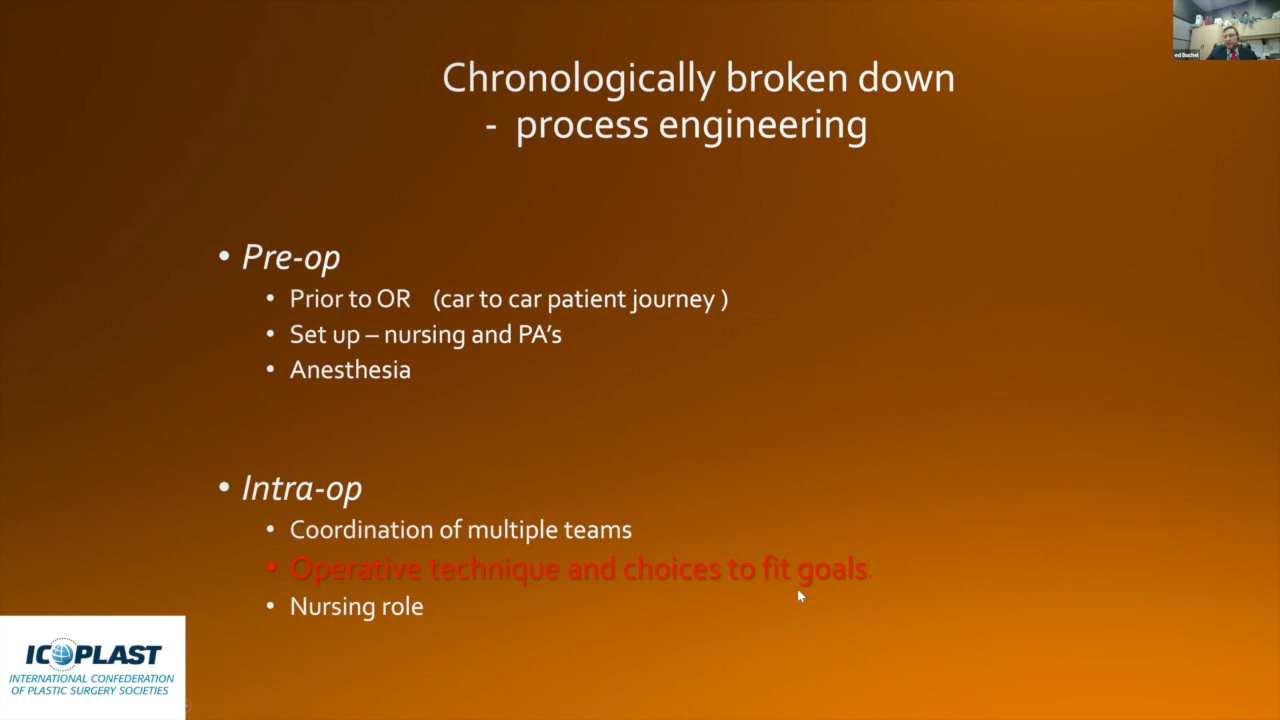 ed Buchel
Chronologically broken down
- process engineering
• Pre-op
• Prior to OR (car to car patient journey )
• Set up – nursing and PA’s
• Anesthesia
• Intra-op
• Coordination of multiple teams
• Operative technique and choices to fit goals.
• Nursing role
ICOPLAST
INTERNATIONAL CONFEDERATION
OF PLASTIC SURGERY SOCIETIES